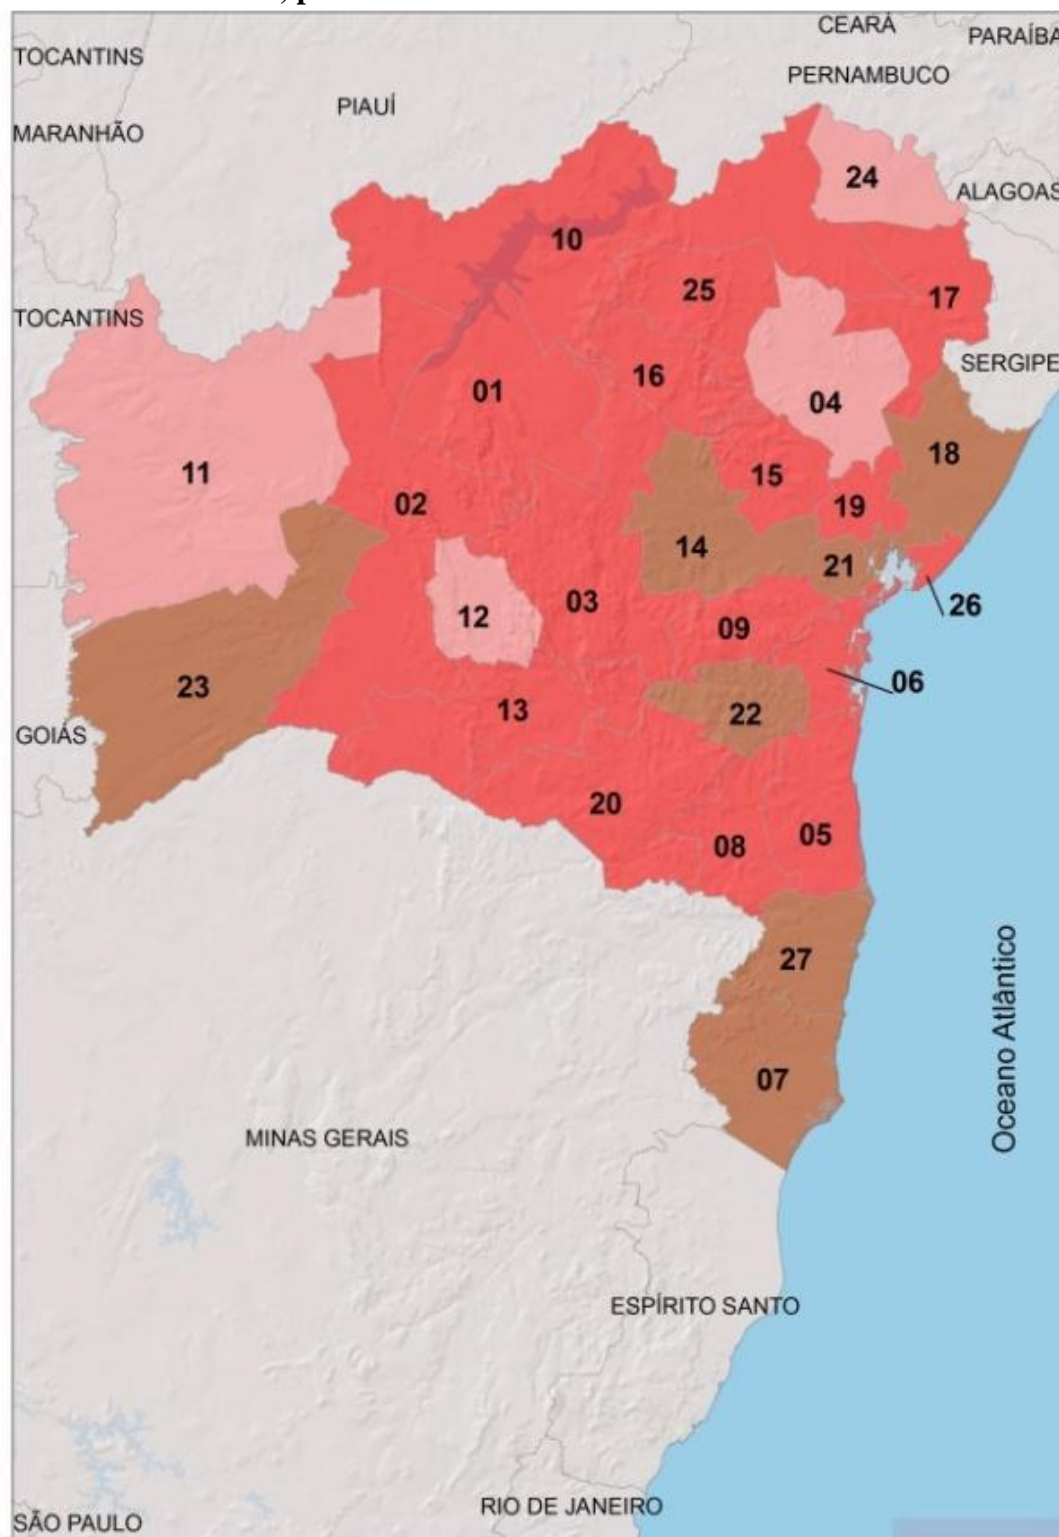 CEARÁ
PARAÍBA
TOCANTINS
PERNAMBUCO
PIAUÍ
MARANHÃO
24
ALAGOAS
10
25
17
TOCANTINS
SERGIPE
16
01
04
18
11
15
02
19
14
21
03
26
12
09
06
23
22
13
GOIÁS
20
05
08
27
Oceano Atlântico
07
MINAS GERAIS
ESPÍRITO SANTO
RIO DE JANEIRO
SÃO PAULO